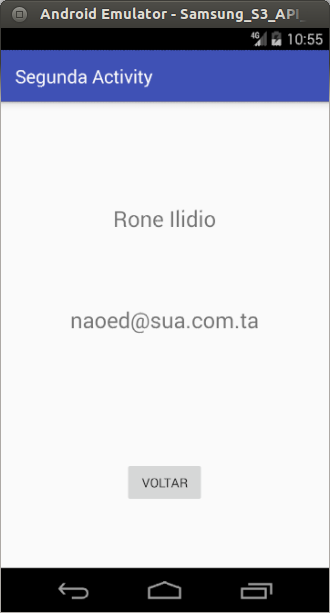 Android Emulator - Samsung_S3_API_
4G 10:55
Segunda Activity
Rone Ilidio
naoed@sua.com.ta
VOLTAR